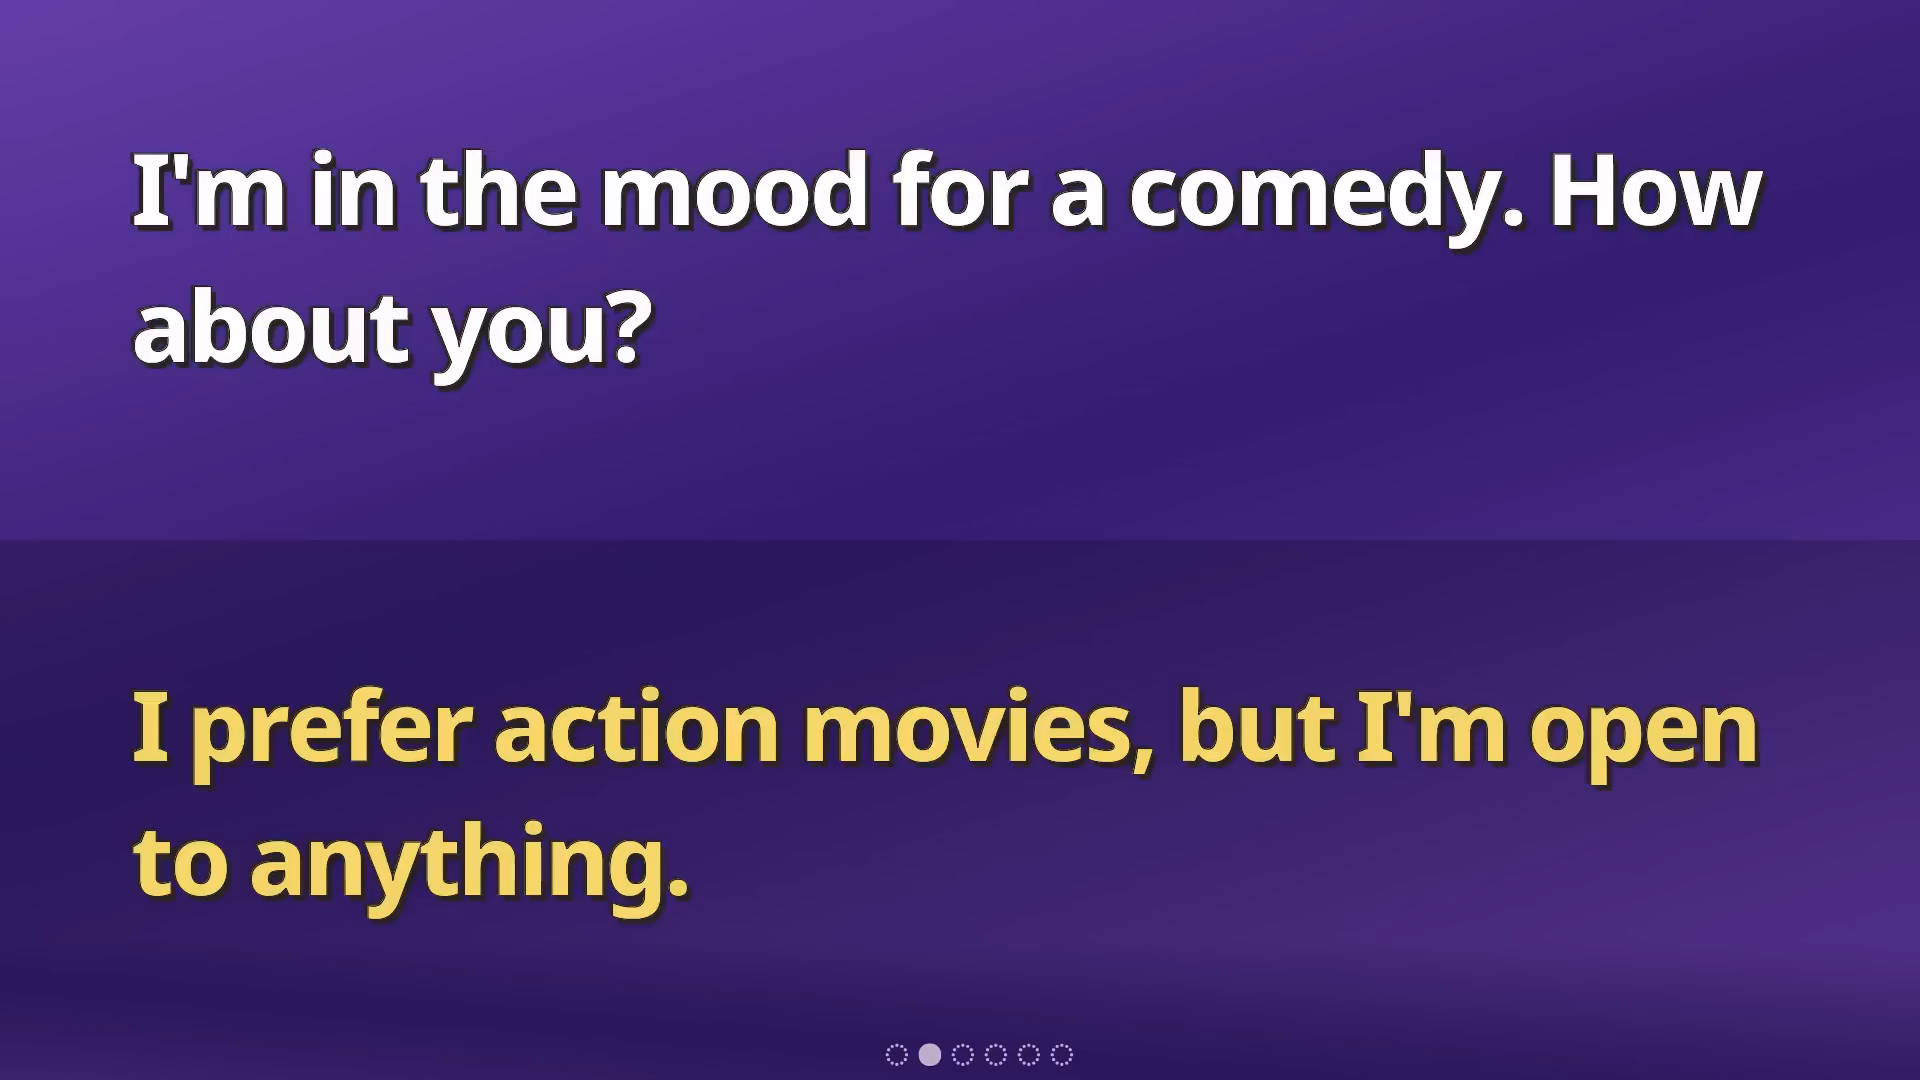 I'm in the mood for a comedy. How
about you?
I prefer action movies, but I'm open
to anything.